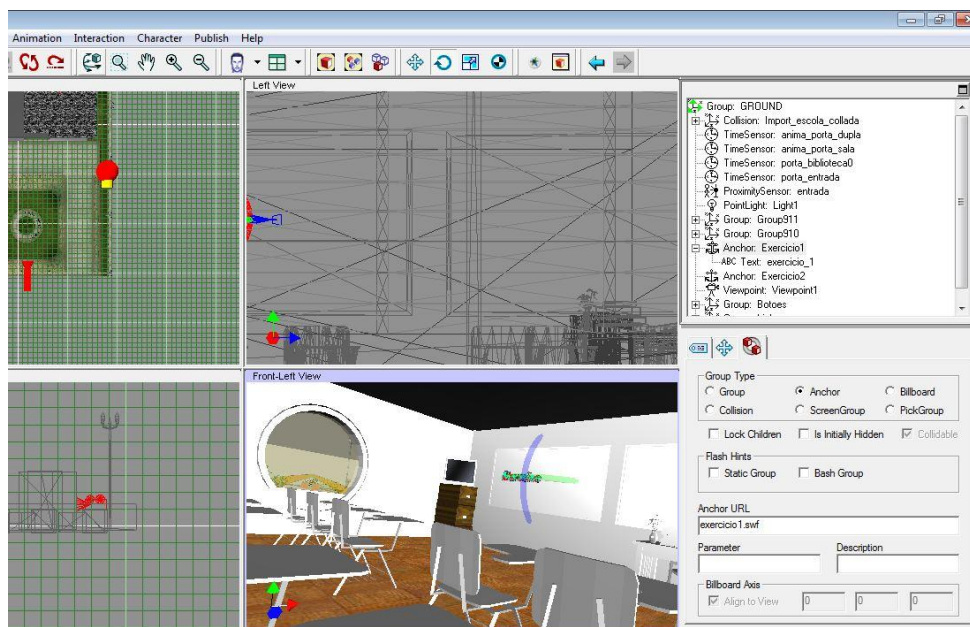 Animation Interaction Character Publish Help
Left View
Group: GROUND
Collision: Import_escola_collada
TimeSensor: anima_porta_dupla
TimeSensor: anima_porta_sala
TimeSensor: porta_biblioteca0
TimeSensor: porta_entrada
ProximitySensor: entrada
PointLight: Light1
Group: Group911
Group: Group910
Anchor: Exercicio1
ABC Text: exercicio_1
Anchor: Exercicio2
Viewpoint: Viewpoint1
Group: Botoes
Front-Left View
Group Type
Group Anchor Billboard
Collision ScreenGroup PickGroup
Lock Children Is Initially Hidden Collidable
Flash Hints
Static Group Bash Group
Anchor URL
exercicio1.swf
Parameter Description
Billboard Axis
Align to View 0 0 0